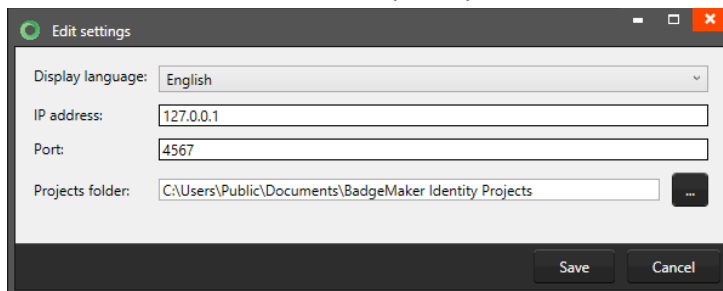 Edit settings
Display language: English
IP address: 127.0.0.1
Port: 4567
Projects folder: C:\Users\Public\Documents\BadgeMaker Identity Projects ...
Save Cancel